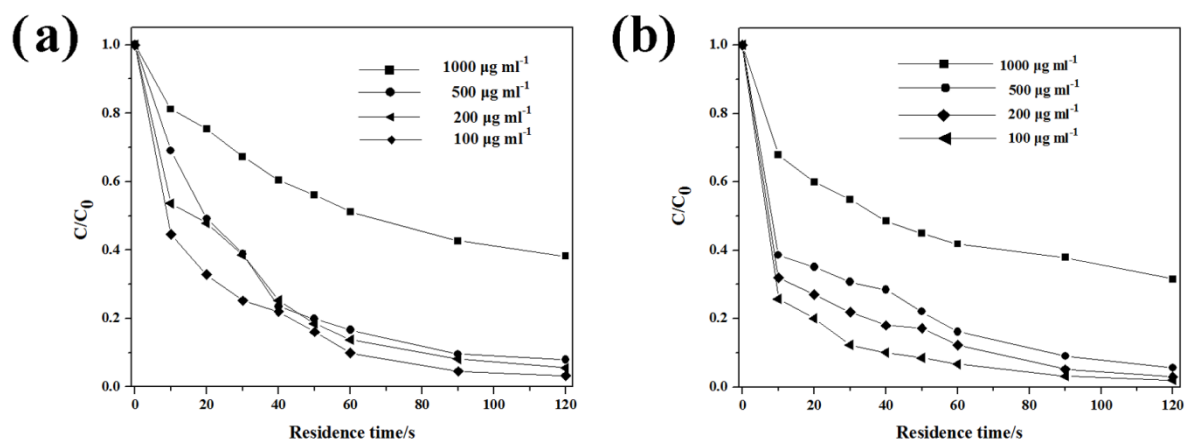 (a)
1.0
0.8
0.6
0.4
0.2
0.0
C/C₀
1000 µg ml⁻¹
500 µg ml⁻¹
200 µg ml⁻¹
100 µg ml⁻¹
0 20 40 60 80 100 120
Residence time/s
(b)
1.0
0.8
0.6
0.4
0.2
0.0
C/C₀
1000 µg ml⁻¹
500 µg ml⁻¹
200 µg ml⁻¹
100 µg ml⁻¹
0 20 40 60 80 100 120
Residence time/s